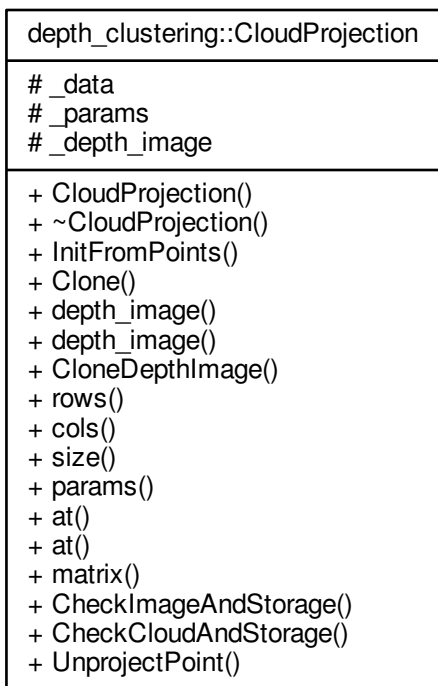 depth_clustering::CloudProjection
# _data
# _params
# _depth_image
+ CloudProjection()
+ ~CloudProjection()
+ InitFromPoints()
+ Clone()
+ depth_image()
+ depth_image()
+ CloneDepthImage()
+ rows()
+ cols()
+ size()
+ params()
+ at()
+ at()
+ matrix()
+ CheckImageAndStorage()
+ CheckCloudAndStorage()
+ UnprojectPoint()